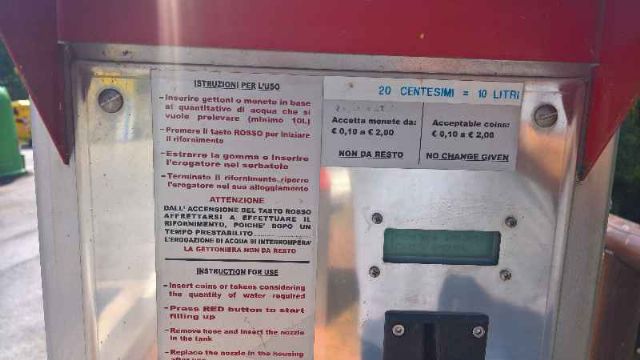 ISTRUZIONI PER L'USO
-Inserire gettoni o monete in base
al quantitativo di acqua che si
vuole prelevare (minimo 10L)
-Premere il tasto ROSSO per iniziare
il rifornimento
-Estrarre la gomma o inserire
l'erogatore nel serbatoio
-Terminato il rifornimento riporre
l'erogatore nel suo alloggiamento
ATTENZIONE
DALL'ACCENSIONE DEL TASTO ROSSO
AFFRETTARSI A EFFETTUARE IL
RIFORNIMENTO, POICHE' DOPO UN
TEMPO PRESTABILITO
L'EROGAZIONE DI ACQUA SI INTERROMPERA'
LA GETTONIERA NON DA RESTO
INSTRUCTION FOR USE
-Insert coins or tokens considering
the quantity of water required
-Press RED button to start
filling up
-Remove hose and insert the nozzle
in the tank
-Replace the nozzle in the housing
20 CENTESIMI = 10 LITRI
Accetta monete da:
€ 0,10 a € 2,00
NON DA RESTO
Acceptable coins:
€ 0,10 a € 2,00
NO CHANGE GIVEN